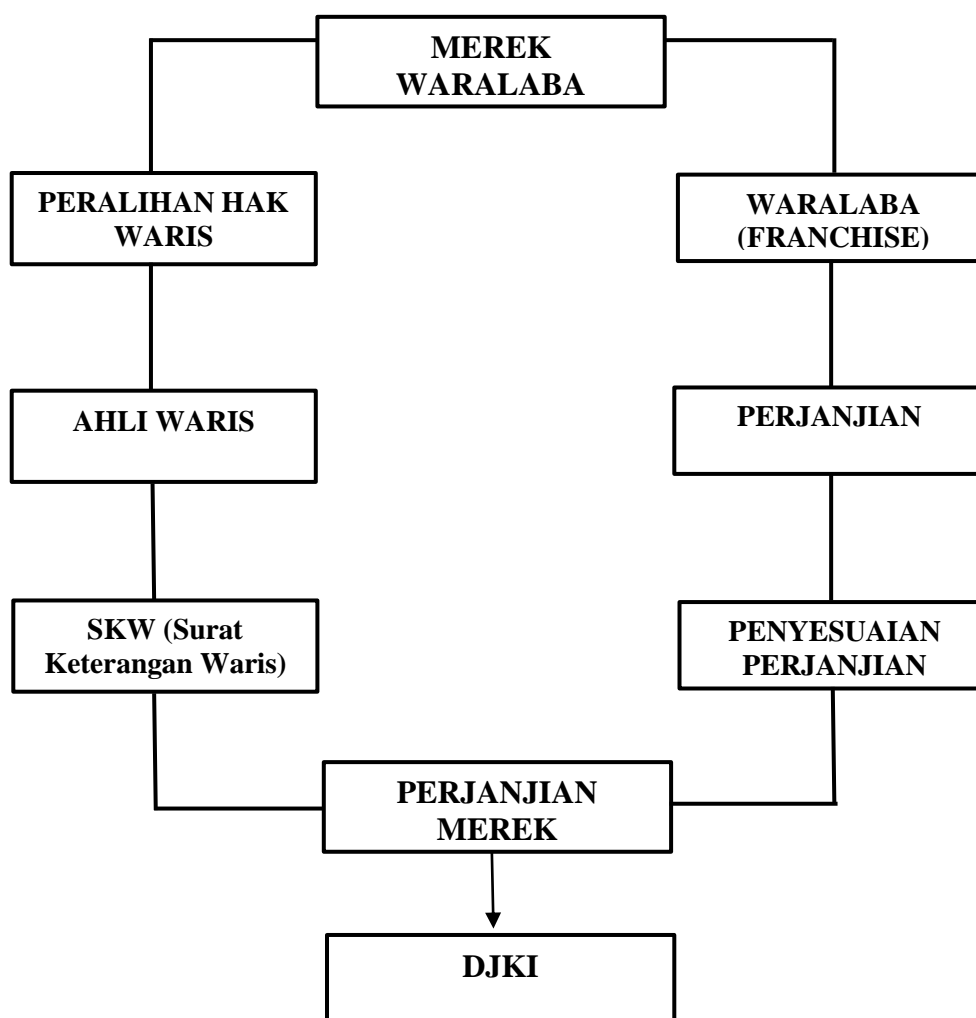 MEREK
WARALABA
PERALIHAN HAK
WARIS
WARALABA
(FRANCHISE)
AHLI WARIS
PERJANJIAN
SKW (Surat
Keterangan Waris)
PENYESUAIAN
PERJANJIAN
PERJANJIAN
MEREK
DJKI